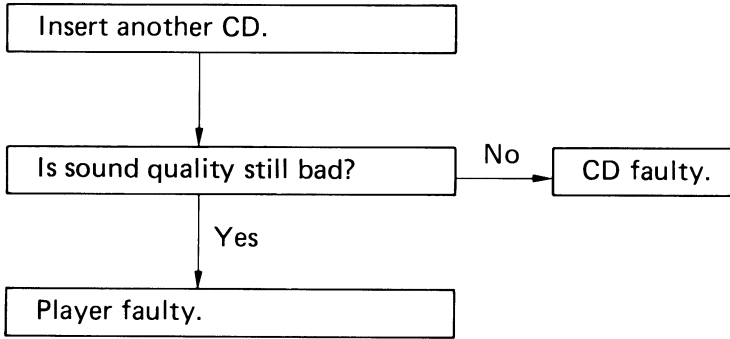 Insert another CD.
Is sound quality still bad?
No
CD faulty.
Yes
Player faulty.